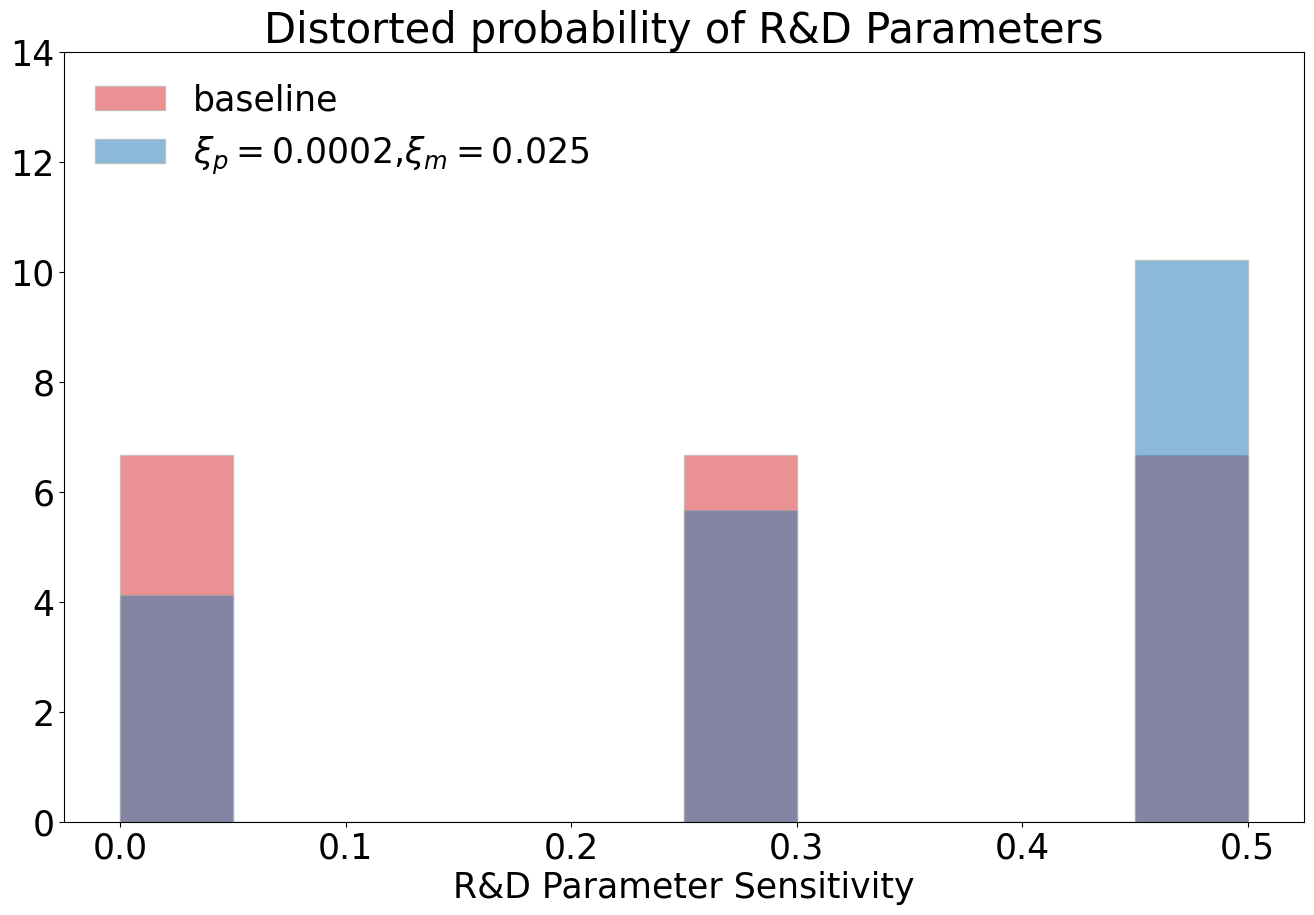 Distorted probability of R&D Parameters
14
12
10
8
6
4
2
0
baseline
ξₚ = 0.0002,ξₘ = 0.025
0.0 0.1 0.2 0.3 0.4 0.5
R&D Parameter Sensitivity